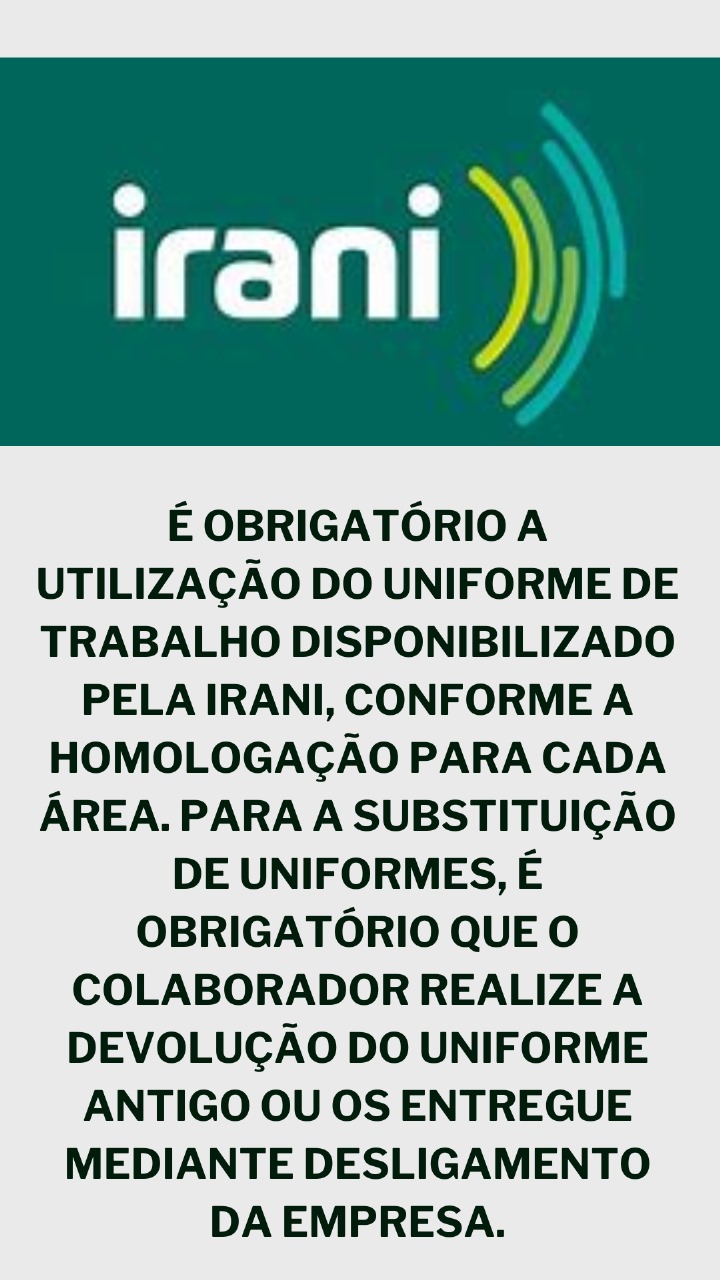 irani
É OBRIGATÓRIO A
UTILIZAÇÃO DO UNIFORME DE
TRABALHO DISPONIBILIZADO
PELA IRANI, CONFORME A
HOMOLOGAÇÃO PARA CADA
ÁREA. PARA A SUBSTITUIÇÃO
DE UNIFORMES, É
OBRIGATÓRIO QUE O
COLABORADOR REALIZE A
DEVOLUÇÃO DO UNIFORME
ANTIGO OU OS ENTREGUE
MEDIANTE DESLIGAMENTO
DA EMPRESA.